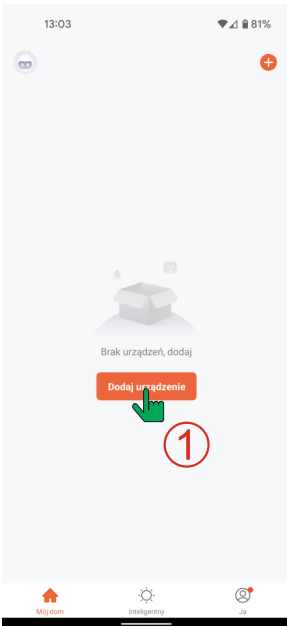 13:03
81%
Brak urządzeń, dodaj
Dodaj urządzenie
1
Mój dom
Inteligentny
Ja